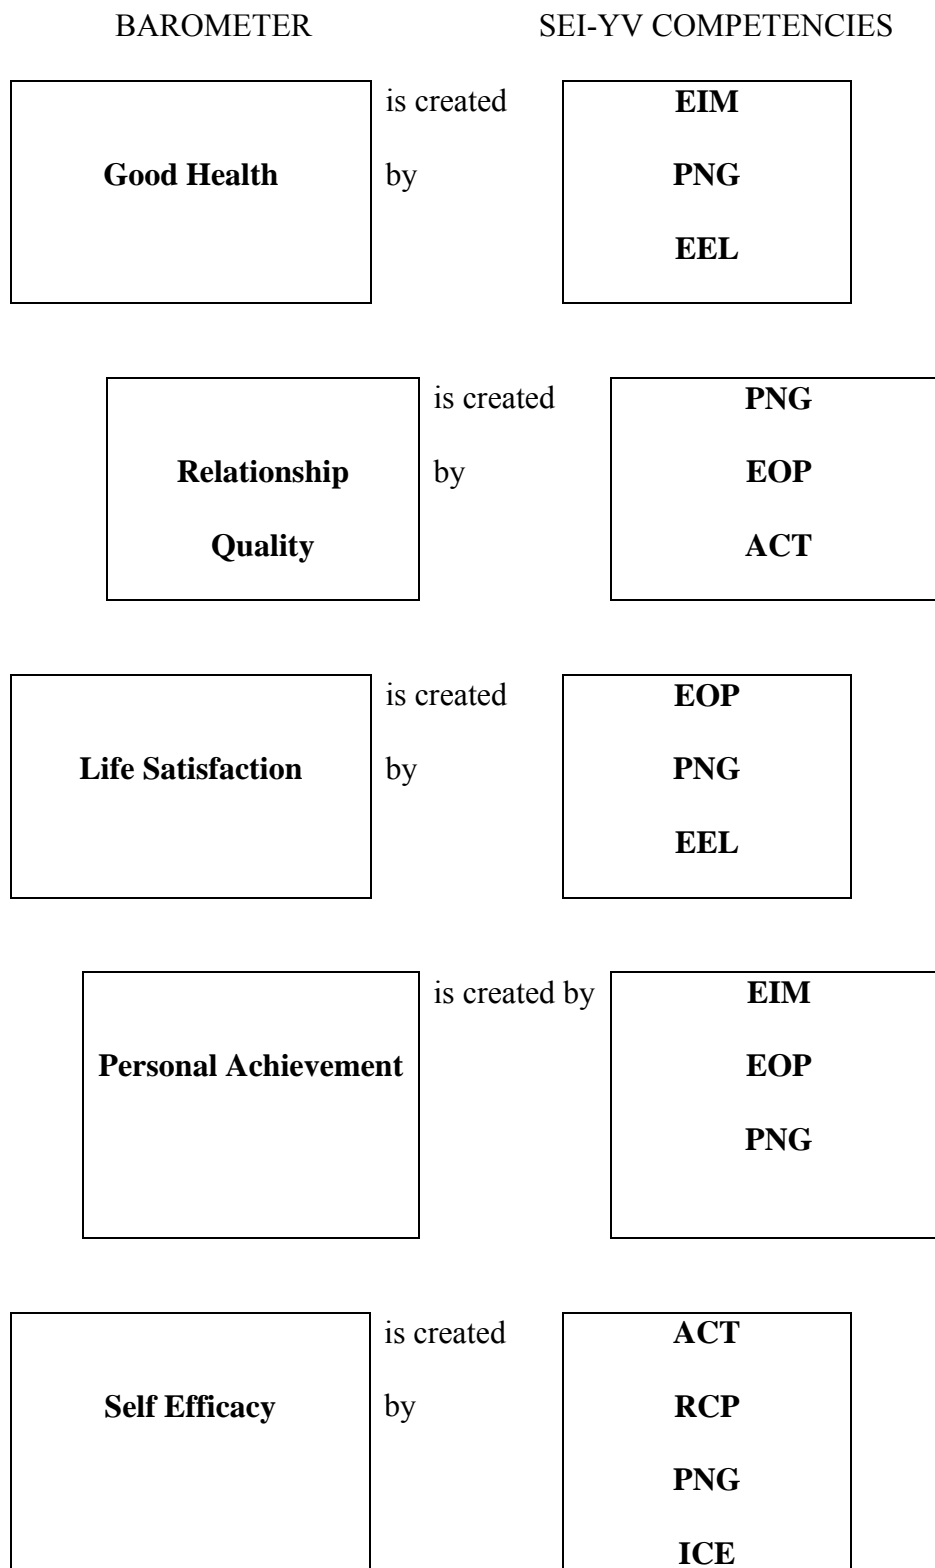 BAROMETER SEI-YV COMPETENCIES
is created EIM
Good Health by PNG
EEL
is created PNG
Relationship by EOP
Quality ACT
is created EOP
Life Satisfaction by PNG
EEL
is created by EIM
Personal Achievement EOP
PNG
is created ACT
Self Efficacy by RCP
PNG
ICE